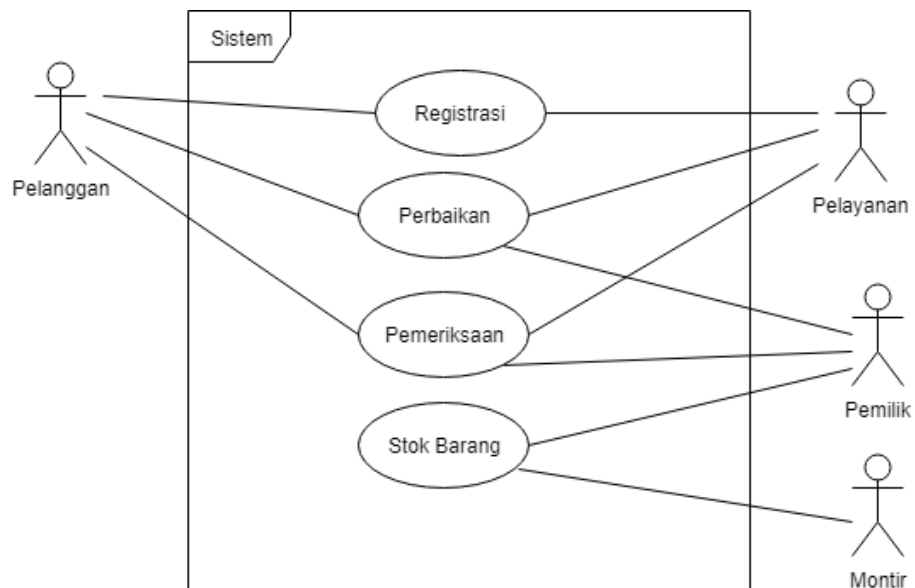 Sistem
Registrasi
Pelanggan
Perbaikan
Pelayanan
Pemeriksaan
Pemilik
Stok Barang
Montir